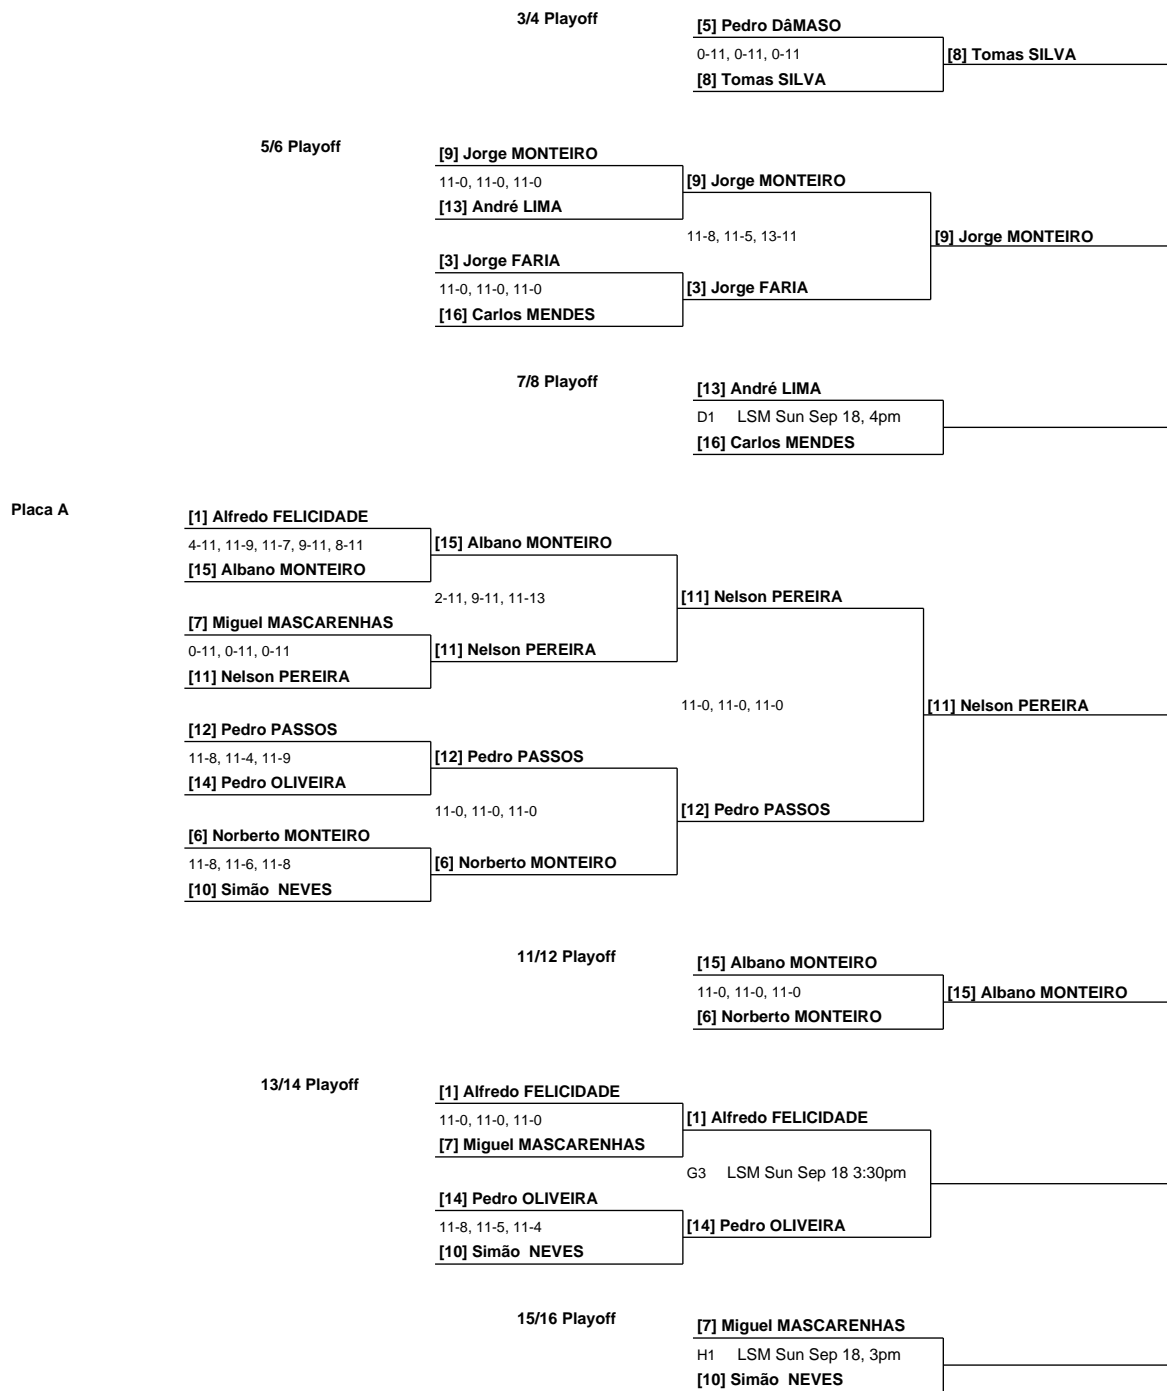 3/4 Playoff
[5] Pedro DâMASO
0-11, 0-11, 0-11
[8] Tomas SILVA
[8] Tomas SILVA
5/6 Playoff
[9] Jorge MONTEIRO
11-0, 11-0, 11-0
[9] Jorge MONTEIRO
[13] André LIMA
11-8, 11-5, 13-11
[9] Jorge MONTEIRO
[3] Jorge FARIA
11-0, 11-0, 11-0
[3] Jorge FARIA
[16] Carlos MENDES
7/8 Playoff
[13] André LIMA
D1 LSM Sun Sep 18, 4pm
[16] Carlos MENDES
Placa A
[1] Alfredo FELICIDADE
4-11, 11-9, 11-7, 9-11, 8-11
[15] Albano MONTEIRO
[15] Albano MONTEIRO
2-11, 9-11, 11-13
[11] Nelson PEREIRA
[7] Miguel MASCARENHAS
0-11, 0-11, 0-11
[11] Nelson PEREIRA
[11] Nelson PEREIRA
11-0, 11-0, 11-0
[11] Nelson PEREIRA
[12] Pedro PASSOS
11-8, 11-4, 11-9
[12] Pedro PASSOS
[14] Pedro OLIVEIRA
11-0, 11-0, 11-0
[12] Pedro PASSOS
[6] Norberto MONTEIRO
11-8, 11-6, 11-8
[6] Norberto MONTEIRO
[10] Simão  NEVES
11/12 Playoff
[15] Albano MONTEIRO
11-0, 11-0, 11-0
[15] Albano MONTEIRO
[6] Norberto MONTEIRO
13/14 Playoff
[1] Alfredo FELICIDADE
11-0, 11-0, 11-0
[1] Alfredo FELICIDADE
[7] Miguel MASCARENHAS
G3 LSM Sun Sep 18 3:30pm
[14] Pedro OLIVEIRA
11-8, 11-5, 11-4
[14] Pedro OLIVEIRA
[10] Simão  NEVES
15/16 Playoff
[7] Miguel MASCARENHAS
H1 LSM Sun Sep 18, 3pm
[10] Simão  NEVES